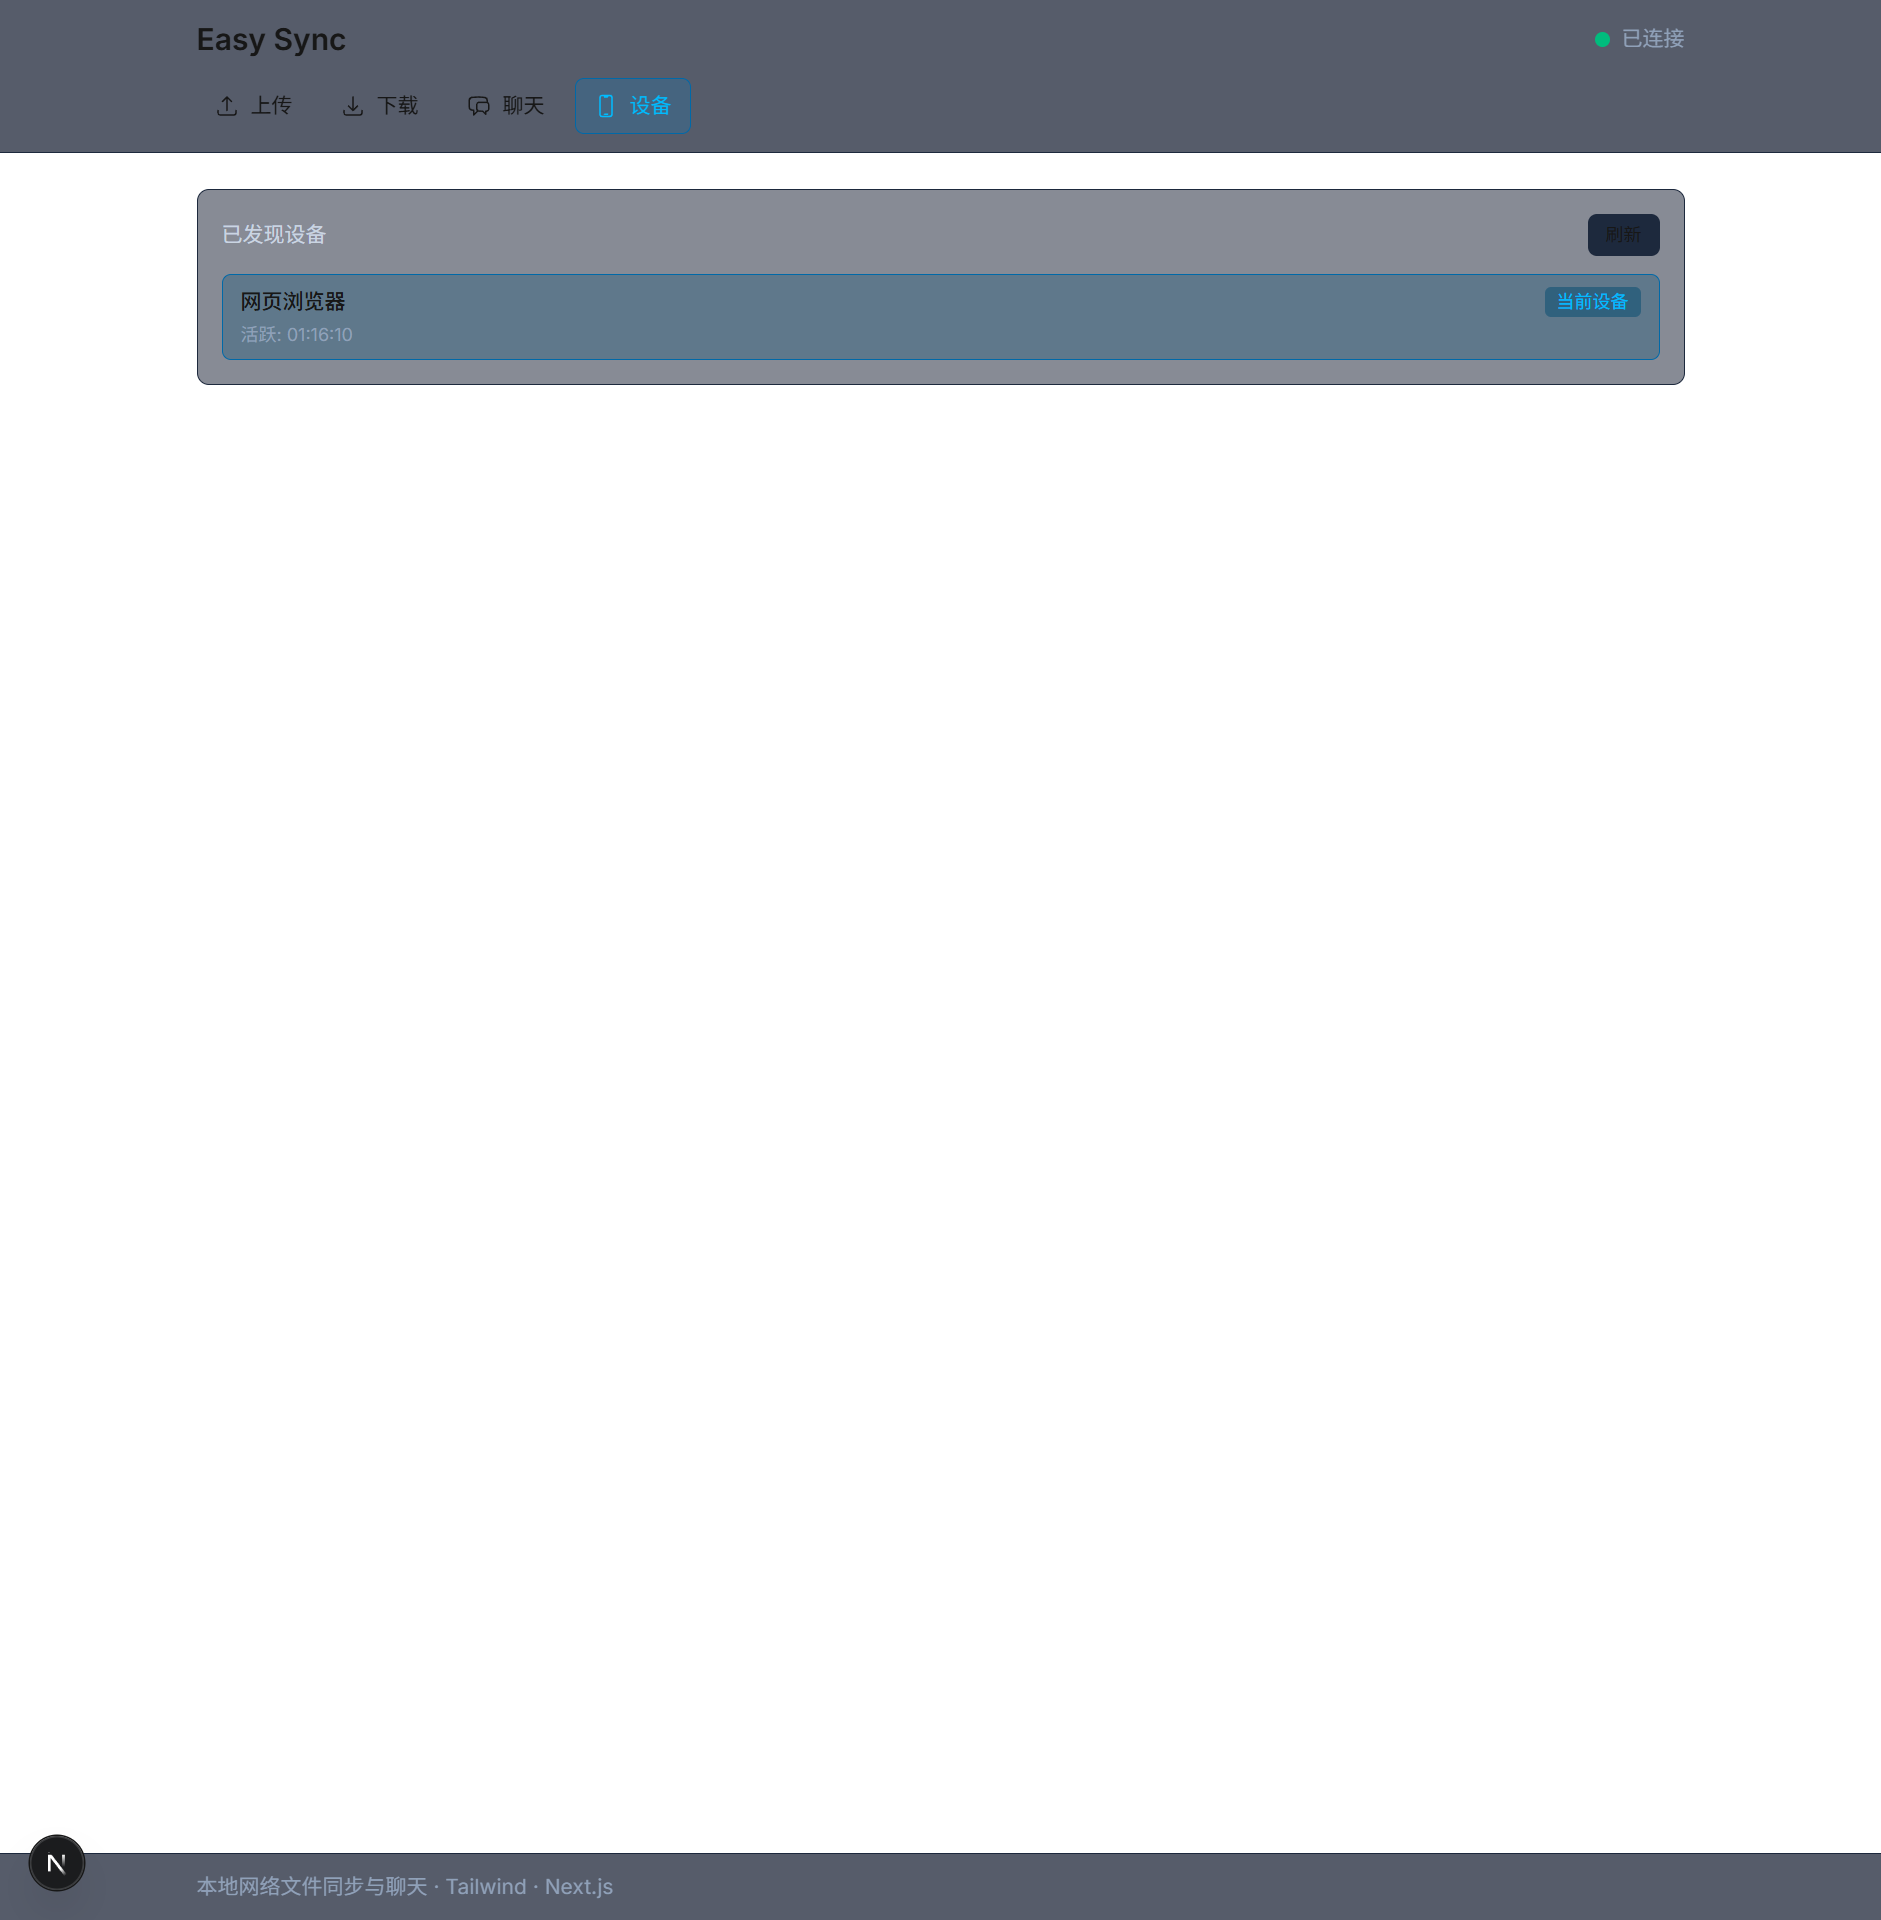 Easy Sync
已连接
上传 下载 聊天 设备
已发现设备
刷新
网页浏览器
当前设备
活跃: 01:16:10
N
本地网络文件同步与聊天 · Tailwind · Next.js